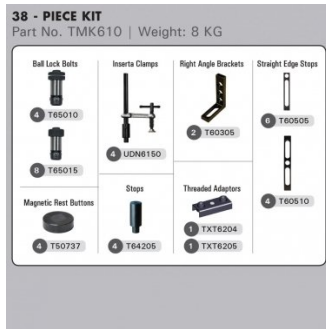 38 - PIECE KIT
Part No. TMK610 | Weight: 8 KG
Ball Lock Bolts
4 T65010
8 T65015
Magnetic Rest Buttons
4 T50737
Inserta Clamps
4 UDN6150
Stops
4 T64205
Right Angle Brackets
2 T60305
Threaded Adaptors
1 TXT6204
1 TXT6205
Straight Edge Stops
6 T60505
4 T60510